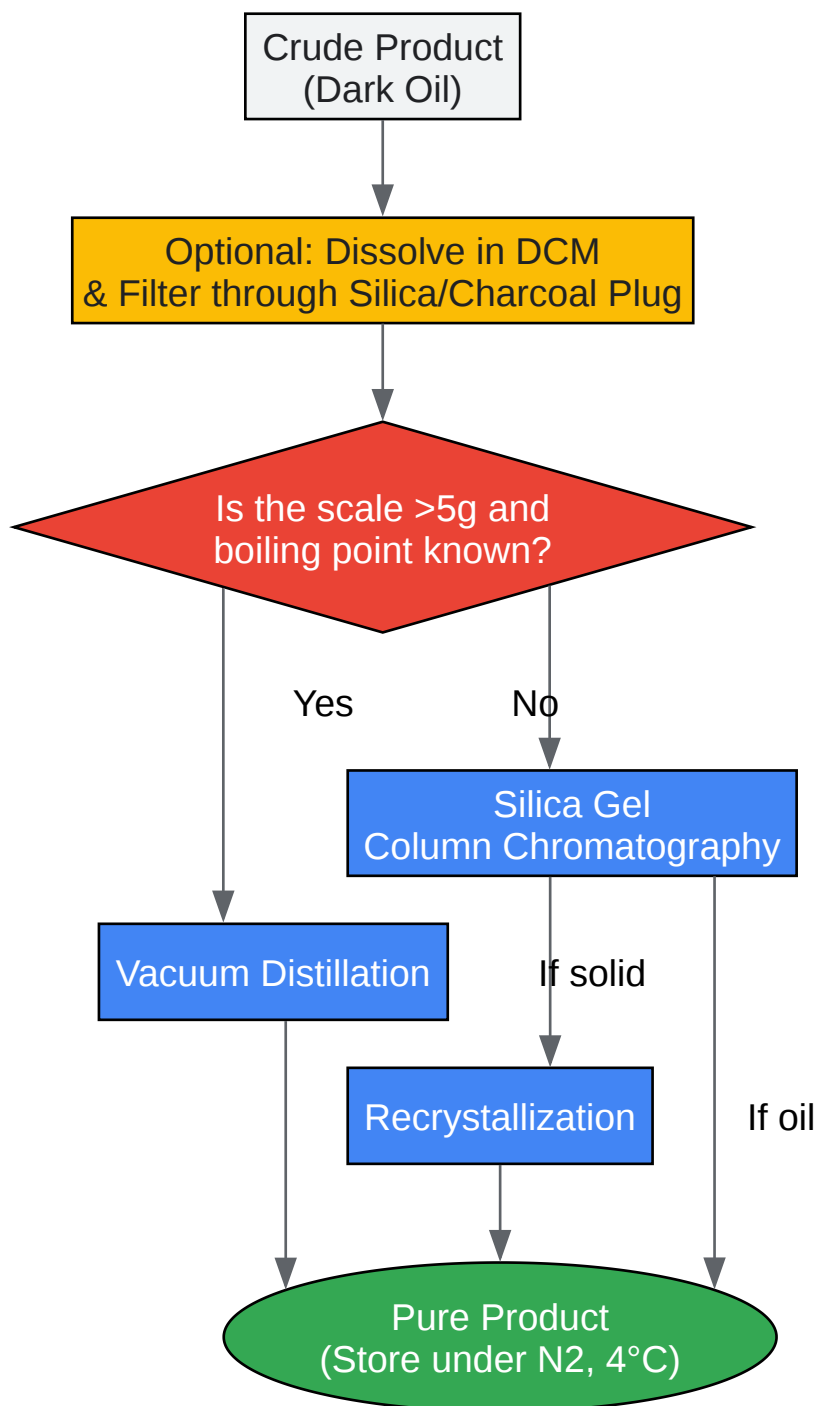 Crude Product
(Dark Oil)
Optional: Dissolve in DCM
& Filter through Silica/Charcoal Plug
Is the scale >5g and
boiling point known?
Yes
No
Silica Gel
Column Chromatography
Vacuum Distillation
If solid
Recrystallization
If oil
Pure Product
(Store under N2, 4°C)